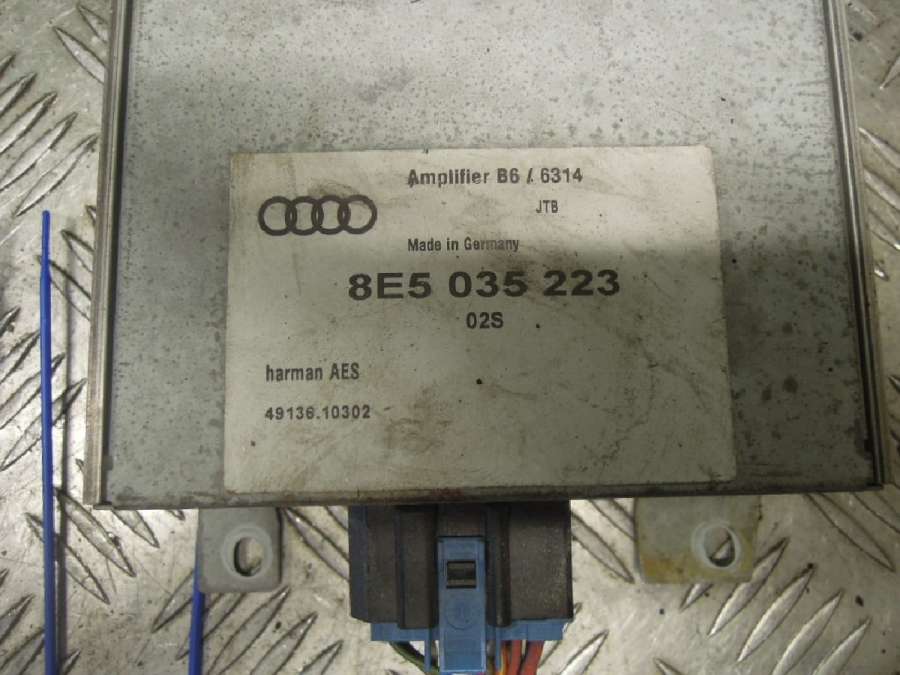 Amplifier B6 / 6314
JTB
Made in Germany
8E5 035 223
02S
harman AES
49136.10302